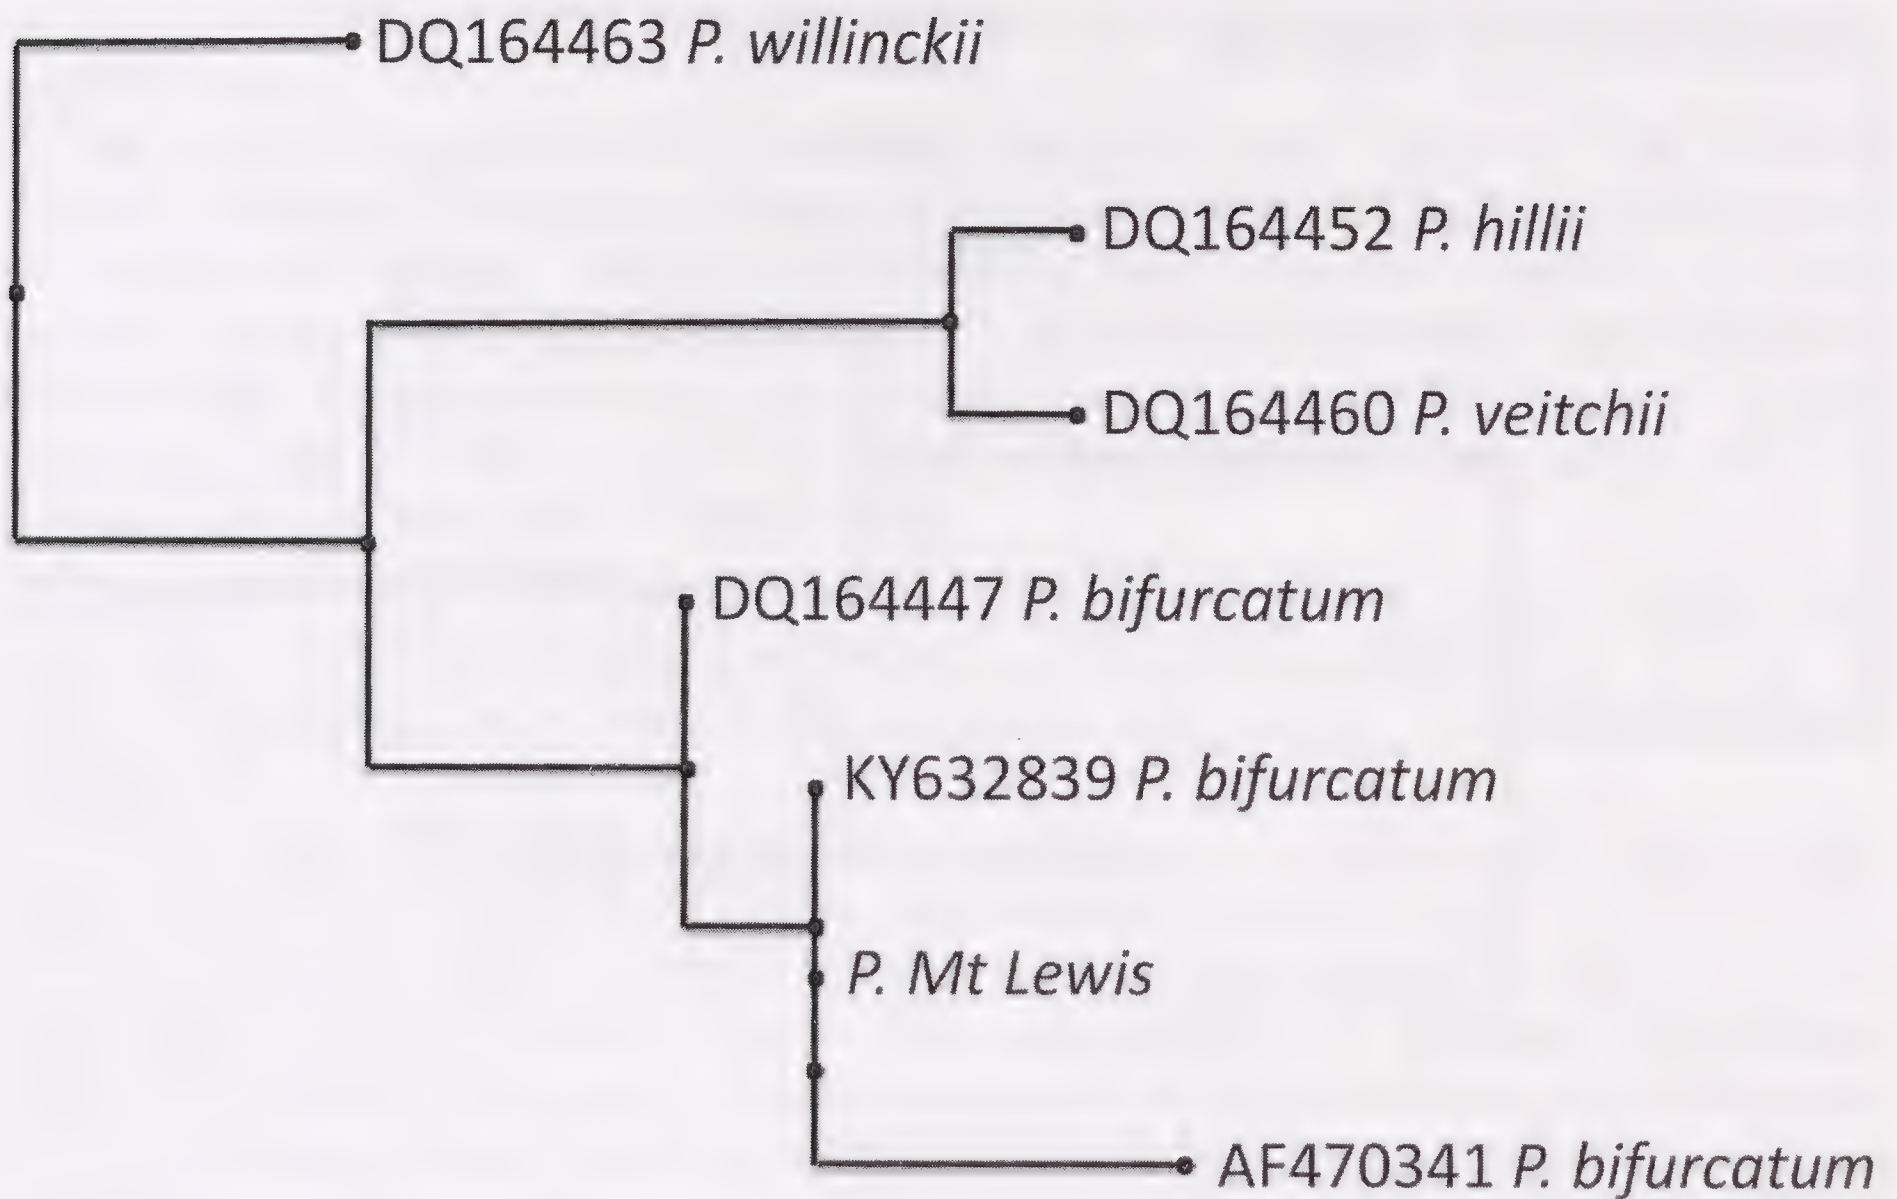 DQ164463 P. willinckii
DQ164452 P. hillii
DQ164460 P. veitchii
DQ164447 P. bifurcatum
KY632839 P. bifurcatum
P. Mt Lewis
AF470341 P. bifurcatum